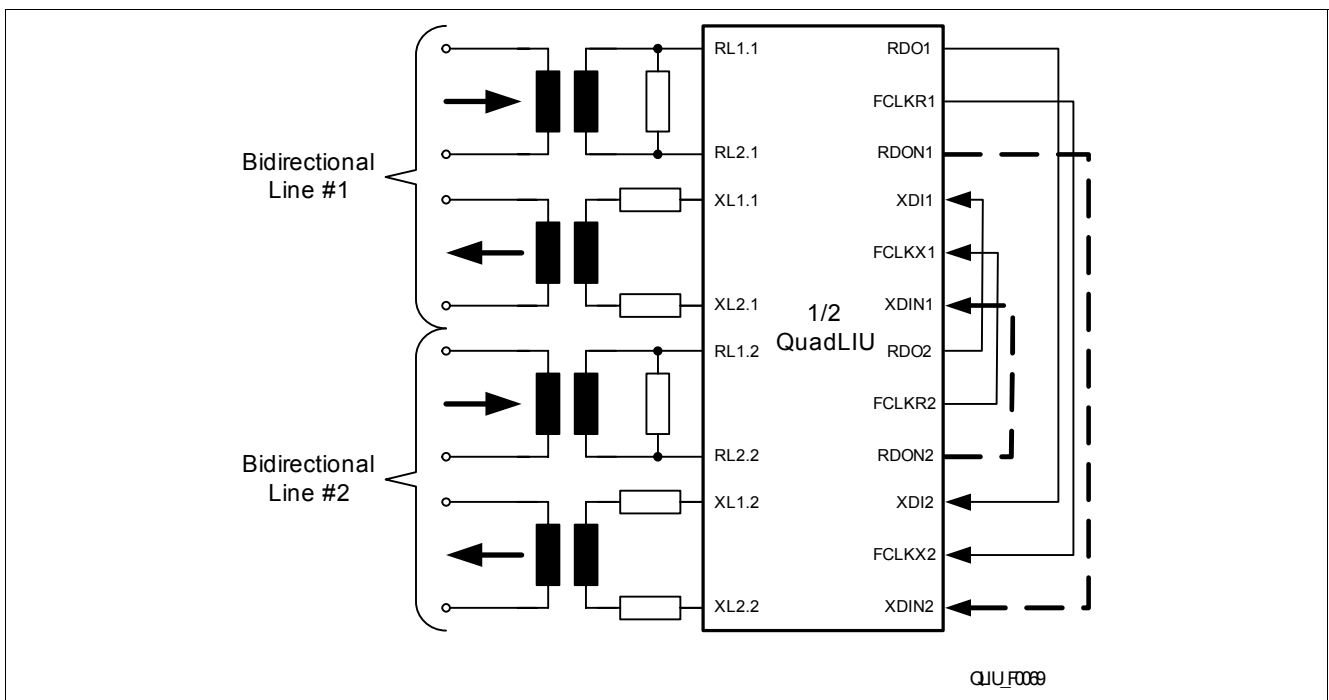 Bidirectional
Line #1
Bidirectional
Line #2
RL1.1
RL2.1
XL1.1
XL2.1
RL1.2
RL2.2
XL1.2
XL2.2
1/2
QuadLIU
RDO1
FCLKR1
RDON1
XDI1
FCLKX1
XDIN1
RDO2
FCLKR2
RDON2
XDI2
FCLKX2
XDIN2
QLIU_F0069